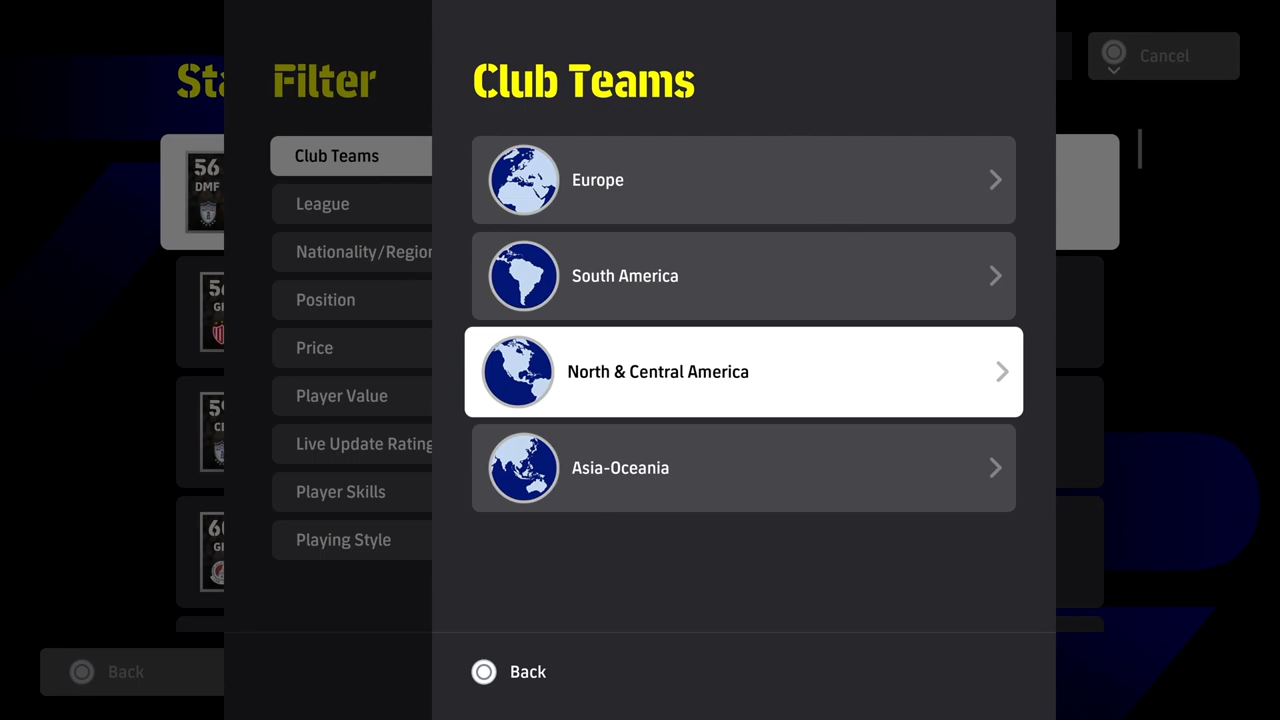 Filter
Club Teams
Cancel
Club Teams
League
Nationality/Region
Position
Price
Player Value
Live Update Rating
Player Skills
Playing Style
Europe
South America
North & Central America
Asia-Oceania
56
DMF
Back
Back